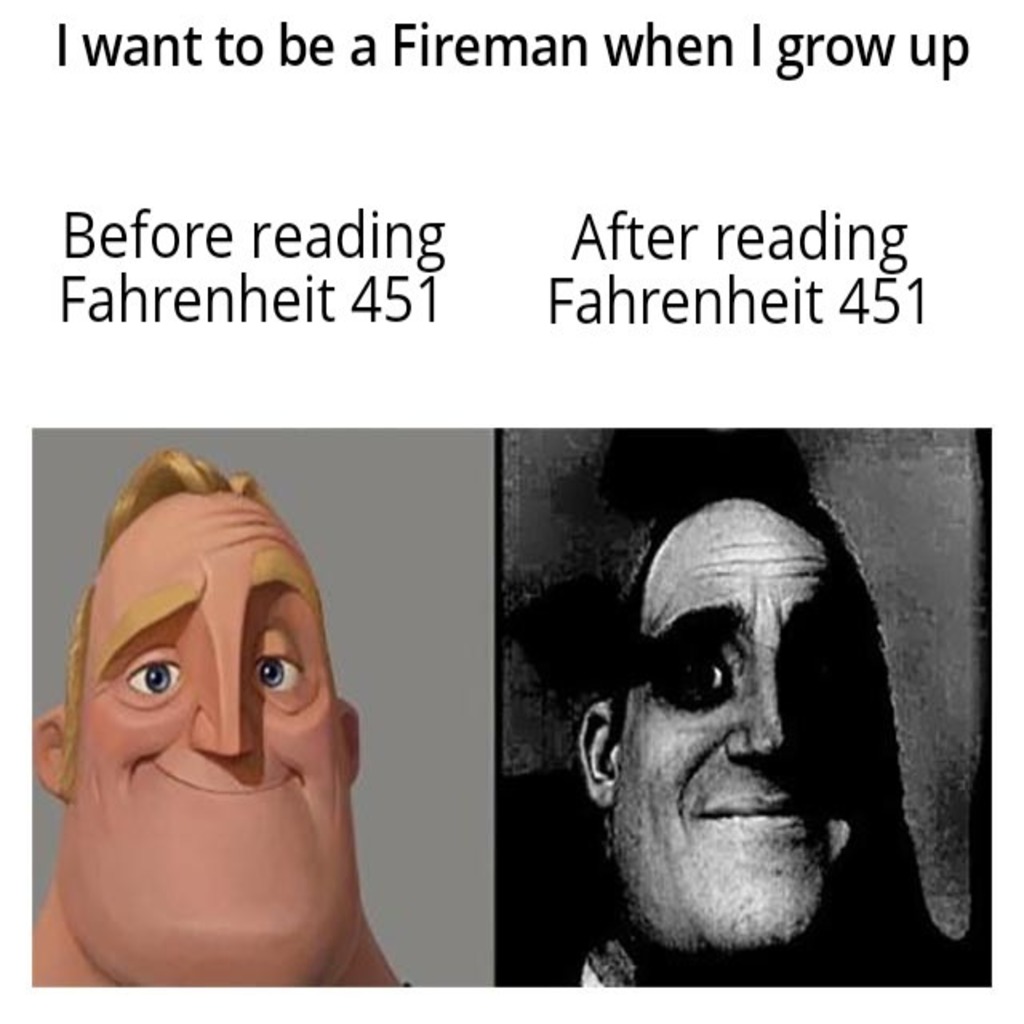 I want to be a Fireman when I grow up
Before reading
Fahrenheit 451
After reading
Fahrenheit 451